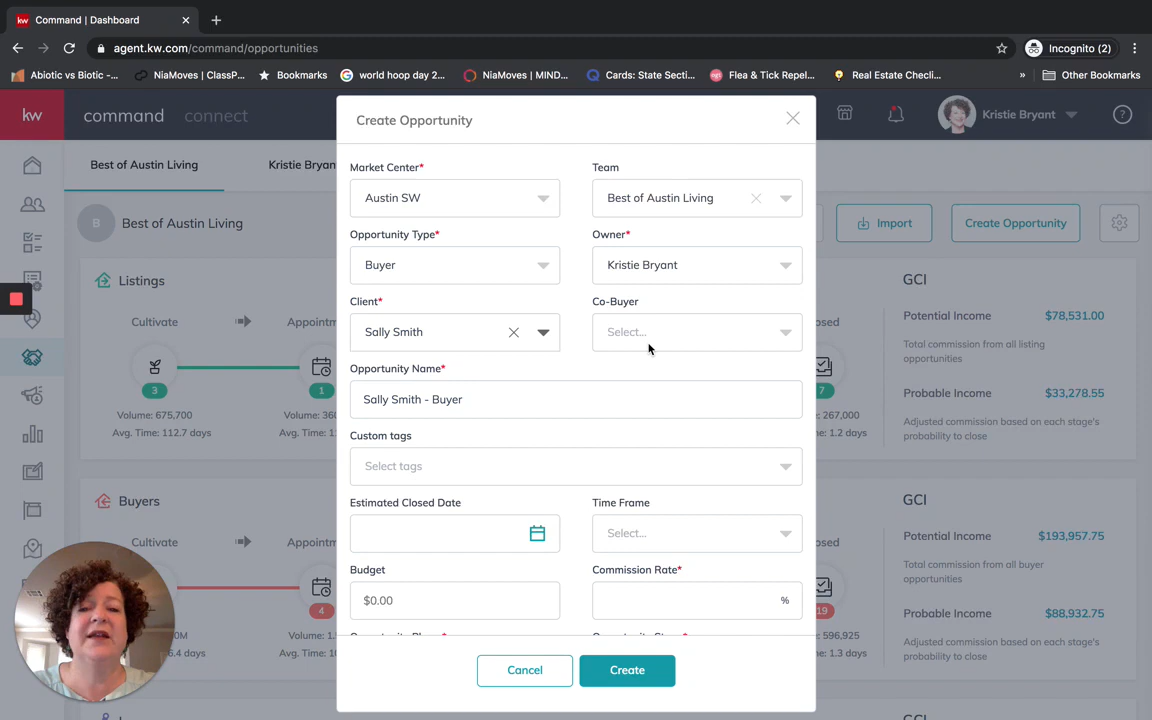 kw Command | Dashboard
agent.kw.com/command/opportunities
Incognito (2)
Abiotic vs Biotic -...
NiaMoves | ClassP...
Bookmarks
world hoop day 2...
NiaMoves | MIND...
Cards: State Secti...
Flea & Tick Repel...
Real Estate Checli...
»
Other Bookmarks
kw
command
connect
Kristie Bryant
Best of Austin Living
Kristie Bryan
B
Best of Austin Living
Import
Create Opportunity
Create Opportunity
Market Center*
Team
Austin SW
Best of Austin Living
Opportunity Type*
Owner*
Buyer
Kristie Bryant
Client*
Co-Buyer
Sally Smith
Select...
Opportunity Name*
Sally Smith - Buyer
Custom tags
Select tags
Estimated Closed Date
Time Frame
Select...
Budget
Commission Rate*
$0.00
%
Cancel
Create
Listings
Cultivate
Appointm
3
1
Volume: 675,700
Volume: 360
Avg. Time: 112.7 days
Avg. Time: 1
osed
7
: 267,000
: 1.2 days
GCI
Potential Income
$78,531.00
Total commission from all listing
opportunities
Probable Income
$33,278.55
Adjusted commission based on each stage's
probability to close
Buyers
Cultivate
Appointm
4
0M
Volume: 1.
6.4 days
Avg. Time: 10
osed
19
: 596,925
: 1.3 days
GCI
Potential Income
$193,957.75
Total commission from all buyer
opportunities
Probable Income
$88,932.75
Adjusted commission based on each stage's
probability to close